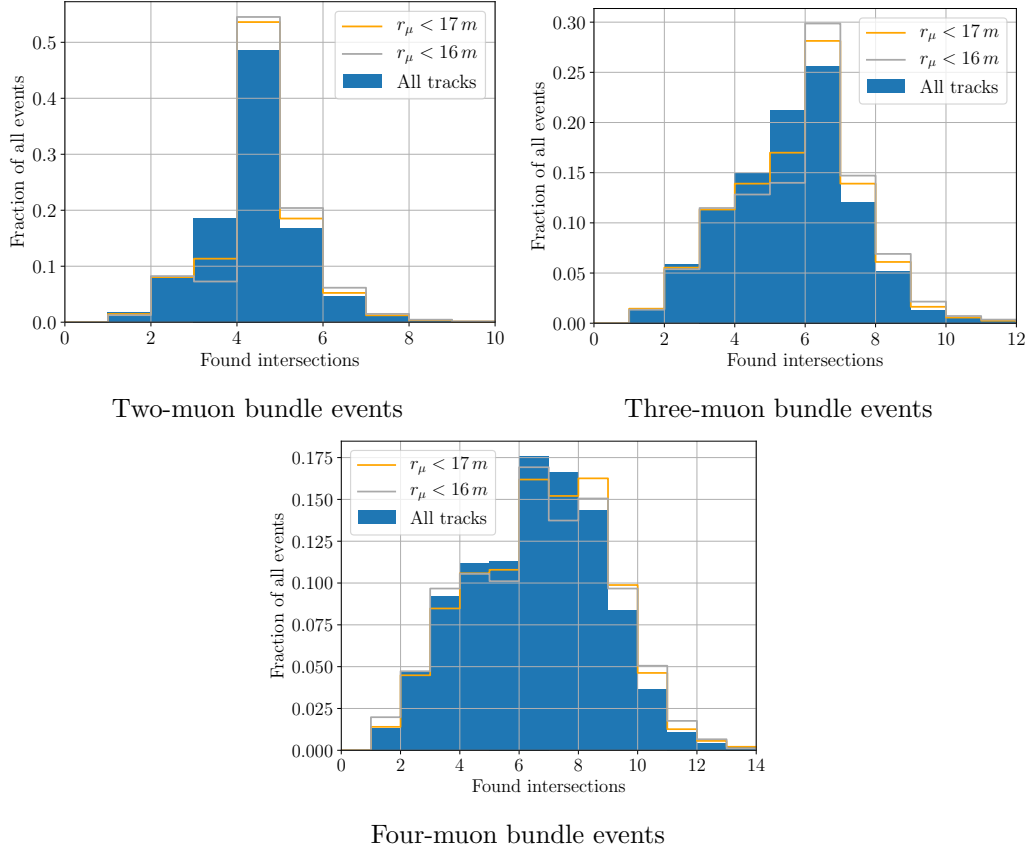 Fraction of all events
0.5
0.4
0.3
0.2
0.1
0.0
0 2 4 6 8 10
Found intersections
r_μ < 17 m
r_μ < 16 m
All tracks
Two-muon bundle events
Fraction of all events
0.30
0.25
0.20
0.15
0.10
0.05
0.00
0 2 4 6 8 10 12
Found intersections
r_μ < 17 m
r_μ < 16 m
All tracks
Three-muon bundle events
Fraction of all events
0.175
0.150
0.125
0.100
0.075
0.050
0.025
0.000
0 2 4 6 8 10 12 14
Found intersections
r_μ < 17 m
r_μ < 16 m
All tracks
Four-muon bundle events